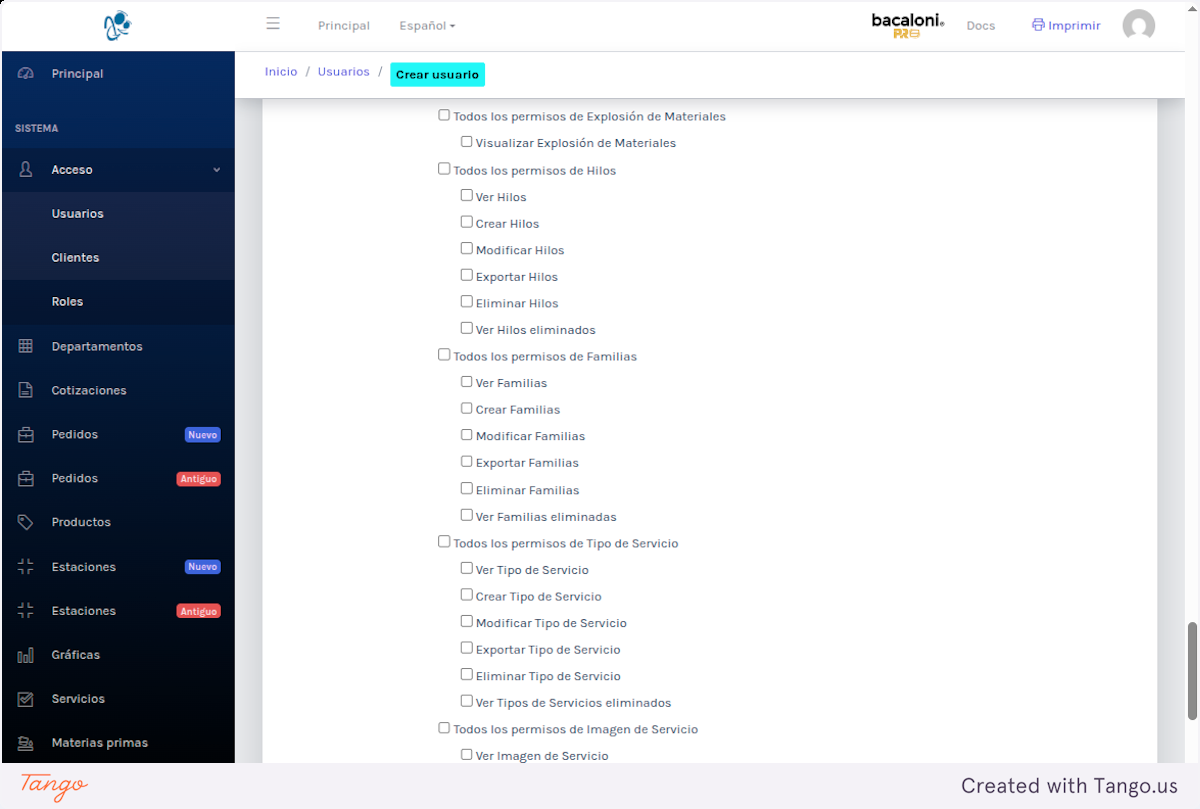 Principal
Español
bacaloni.
PRO
Docs
Imprimir
Inicio / Usuarios / Crear usuario
Principal
SISTEMA
Acceso
Usuarios
Clientes
Roles
Departamentos
Cotizaciones
Pedidos Nuevo
Pedidos Antiguo
Productos
Estaciones Nuevo
Estaciones Antiguo
Gráficas
Servicios
Materias primas
Todos los permisos de Explosión de Materiales
Visualizar Explosión de Materiales
Todos los permisos de Hilos
Ver Hilos
Crear Hilos
Modificar Hilos
Exportar Hilos
Eliminar Hilos
Ver Hilos eliminados
Todos los permisos de Familias
Ver Familias
Crear Familias
Modificar Familias
Exportar Familias
Eliminar Familias
Ver Familias eliminadas
Todos los permisos de Tipo de Servicio
Ver Tipo de Servicio
Crear Tipo de Servicio
Modificar Tipo de Servicio
Exportar Tipo de Servicio
Eliminar Tipo de Servicio
Ver Tipos de Servicios eliminados
Todos los permisos de Imagen de Servicio
Ver Imagen de Servicio
Tango
Created with Tango.us